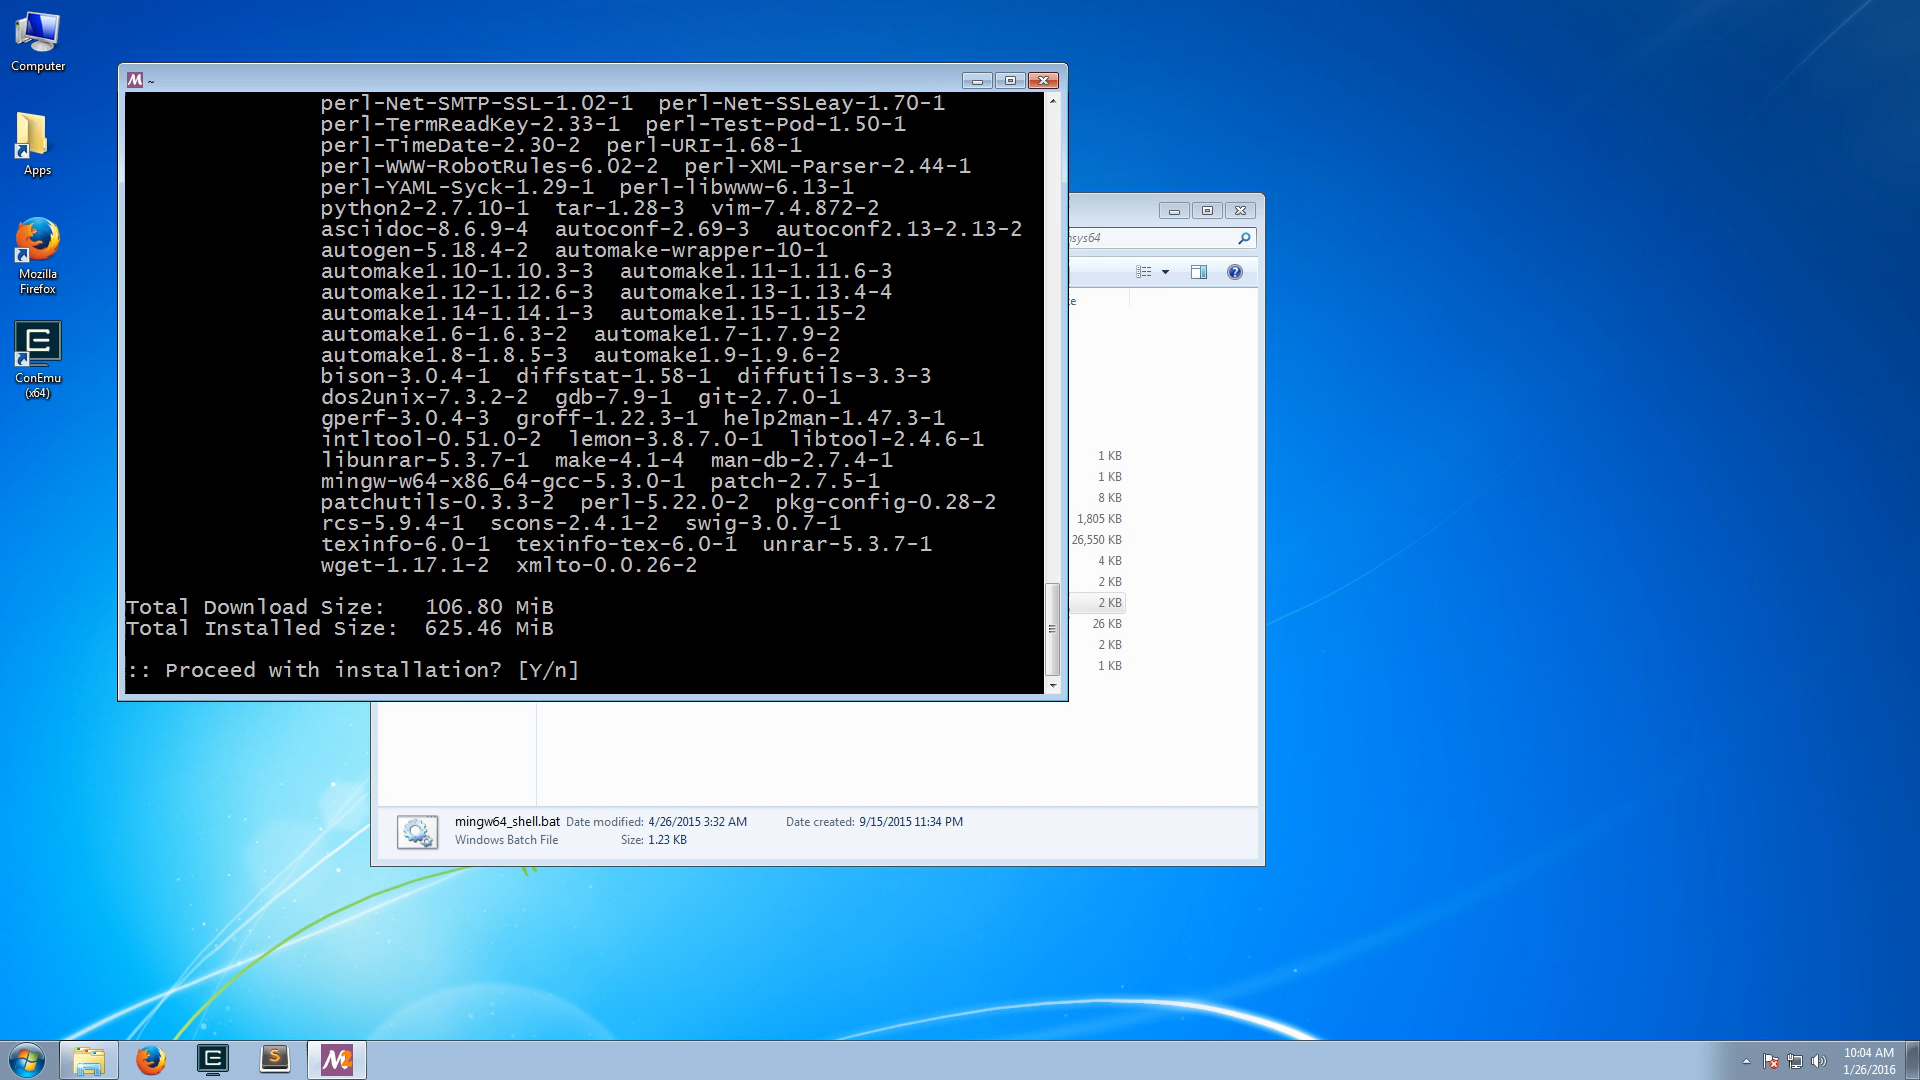 Computer
Apps
Mozilla
Firefox
ConEmu
(x64)
~
perl-Net-SMTP-SSL-1.02-1  perl-Net-SSLeay-1.70-1
perl-TermReadKey-2.33-1  perl-Test-Pod-1.50-1
perl-TimeDate-2.30-2  perl-URI-1.68-1
perl-WWW-RobotRules-6.02-2  perl-XML-Parser-2.44-1
perl-YAML-Syck-1.29-1  perl-libwww-6.13-1
python2-2.7.10-1  tar-1.28-3  vim-7.4.872-2
asciidoc-8.6.9-4  autoconf-2.69-3  autoconf2.13-2.13-2
autogen-5.18.4-2  automake-wrapper-10-1
automake1.10-1.10.3-3  automake1.11-1.11.6-3
automake1.12-1.12.6-3  automake1.13-1.13.4-4
automake1.14-1.14.1-3  automake1.15-1.15-2
automake1.6-1.6.3-2  automake1.7-1.7.9-2
automake1.8-1.8.5-3  automake1.9-1.9.6-2
bison-3.0.4-1  diffstat-1.58-1  diffutils-3.3-3
dos2unix-7.3.2-2  gdb-7.9-1  git-2.7.0-1
gperf-3.0.4-3  groff-1.22.3-1  help2man-1.47.3-1
intltool-0.51.0-2  lemon-3.8.7.0-1  libtool-2.4.6-1
libunrar-5.3.7-1  make-4.1-4  man-db-2.7.4-1
mingw-w64-x86_64-gcc-5.3.0-1  patch-2.7.5-1
patchutils-0.3.3-2  perl-5.22.0-2  pkg-config-0.28-2
rcs-5.9.4-1  scons-2.4.1-2  swig-3.0.7-1
texinfo-6.0-1  texinfo-tex-6.0-1  unrar-5.3.7-1
wget-1.17.1-2  xmlto-0.0.26-2
Total Download Size:   106.80 MiB
Total Installed Size:  625.46 MiB
:: Proceed with installation? [Y/n]
1 KB
1 KB
8 KB
1,805 KB
26,550 KB
4 KB
2 KB
2 KB
26 KB
2 KB
1 KB
mingw64_shell.bat  Date modified: 4/26/2015 3:32 AM  Date created: 9/15/2015 11:34 PM
Windows Batch File  Size: 1.23 KB
10:04 AM
1/26/2016